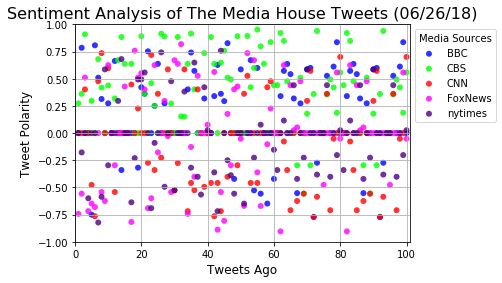 Sentiment Analysis of The Media House Tweets (06/26/18)
Tweet Polarity
1.00
0.75
0.50
0.25
0.00
−0.25
−0.50
−0.75
−1.00
0 20 40 60 80 100
Tweets Ago
Media Sources
BBC
CBS
CNN
FoxNews
nytimes